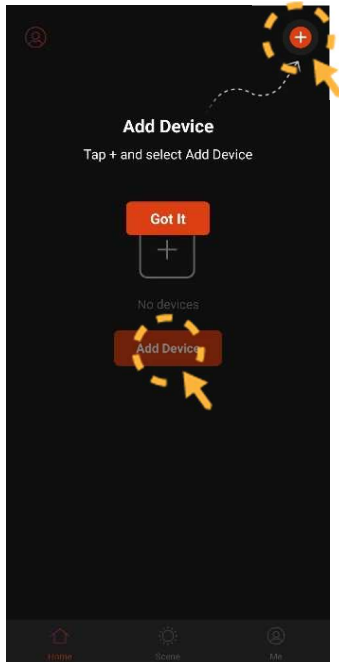 Add Device
Tap + and select Add Device
Got It
No devices
Add Device
Home
Scene
Me